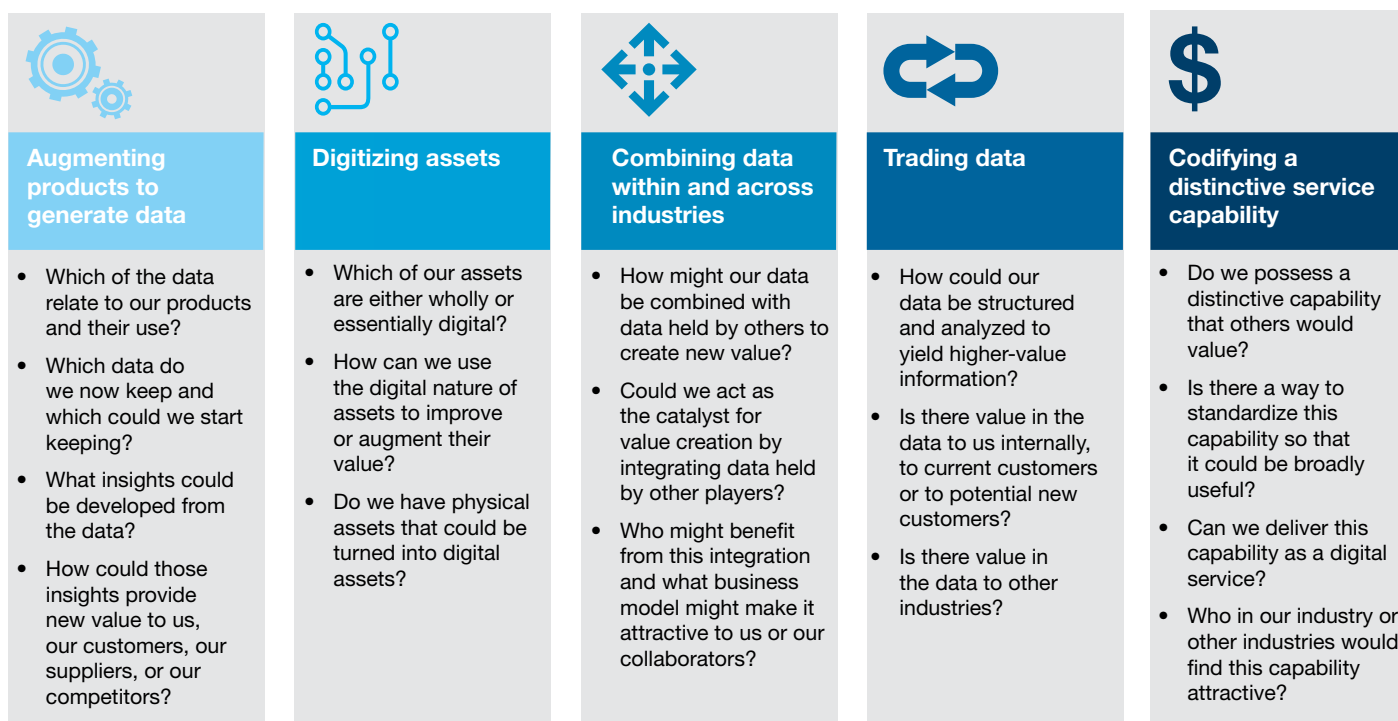 Augmenting
products to
generate data
• Which of the data
relate to our products
and their use?
• Which data do
we now keep and
which could we start
keeping?
• What insights could
be developed from
the data?
• How could those
insights provide
new value to us,
our customers, our
suppliers, or our
competitors?
Digitizing assets
• Which of our assets
are either wholly or
essentially digital?
• How can we use
the digital nature of
assets to improve
or augment their
value?
• Do we have physical
assets that could be
turned into digital
assets?
Combining data
within and across
industries
• How might our data
be combined with
data held by others to
create new value?
• Could we act as
the catalyst for
value creation by
integrating data held
by other players?
• Who might benefit
from this integration
and what business
model might make it
attractive to us or our
collaborators?
Trading data
• How could our
data be structured
and analyzed to
yield higher-value
information?
• Is there value in the
data to us internally,
to current customers
or to potential new
customers?
• Is there value in
the data to other
industries?
$
Codifying a
distinctive service
capability
• Do we possess a
distinctive capability
that others would
value?
• Is there a way to
standardize this
capability so that
it could be broadly
useful?
• Can we deliver this
capability as a digital
service?
• Who in our industry or
other industries would
find this capability
attractive?